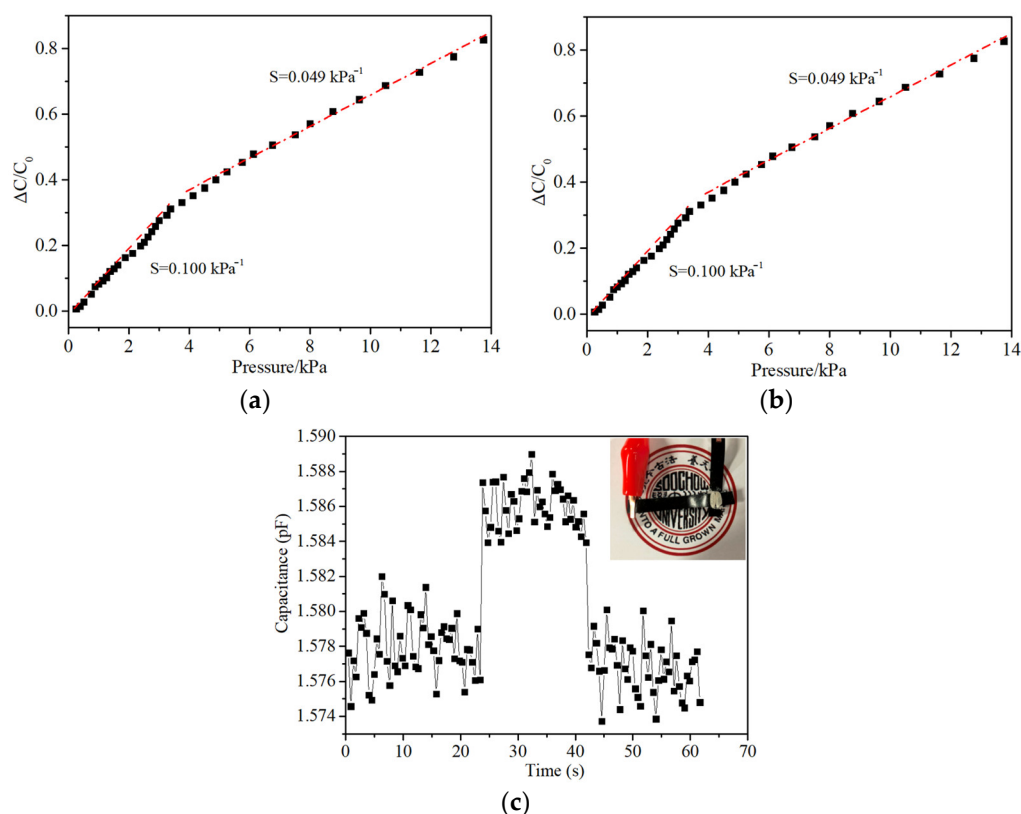 0.8
0.6
0.4
0.2
0.0
ΔC/C0
S=0.049 kPa⁻¹
S=0.100 kPa⁻¹
0 2 4 6 8 10 12 14
Pressure/kPa
(a)
0.8
0.6
0.4
0.2
0.0
ΔC/C0
S=0.049 kPa⁻¹
S=0.100 kPa⁻¹
0 2 4 6 8 10 12 14
Pressure/kPa
(b)
1.590
1.588
1.586
1.584
1.582
1.580
1.578
1.576
1.574
Capacitance (pF)
SOOCHOW
UNIVERSITY
INTO A FULL GROWN
0 10 20 30 40 50 60 70
Time (s)
(c)